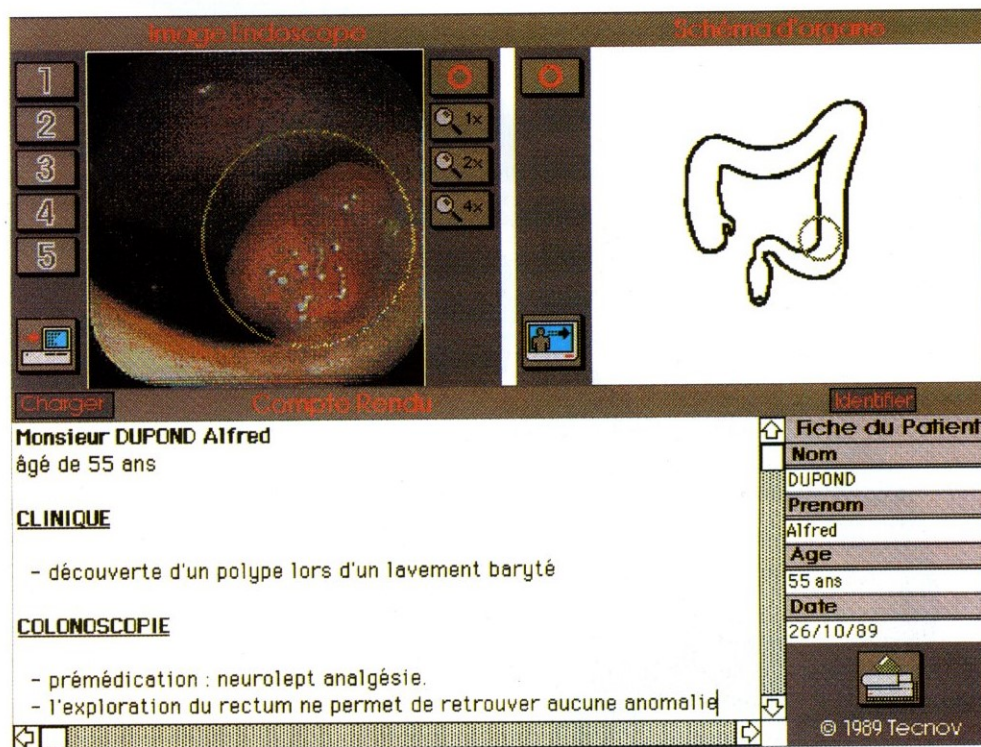 Image Endoscope
Schéma d'organe
1
2
3
4
5
1x
2x
4x
Charger
Compte Rendu
Identifier
Monsieur DUPOND Alfred
âgé de 55 ans
CLINIQUE
- découverte d'un polype lors d'un lavement baryté
COLONOSCOPIE
- prémédication : neurolept analgésie.
- l'exploration du rectum ne permet de retrouver aucune anomalie
Fiche du Patient
Nom
DUPOND
Prenom
Alfred
Age
55 ans
Date
26/10/89
© 1989 Tecnov